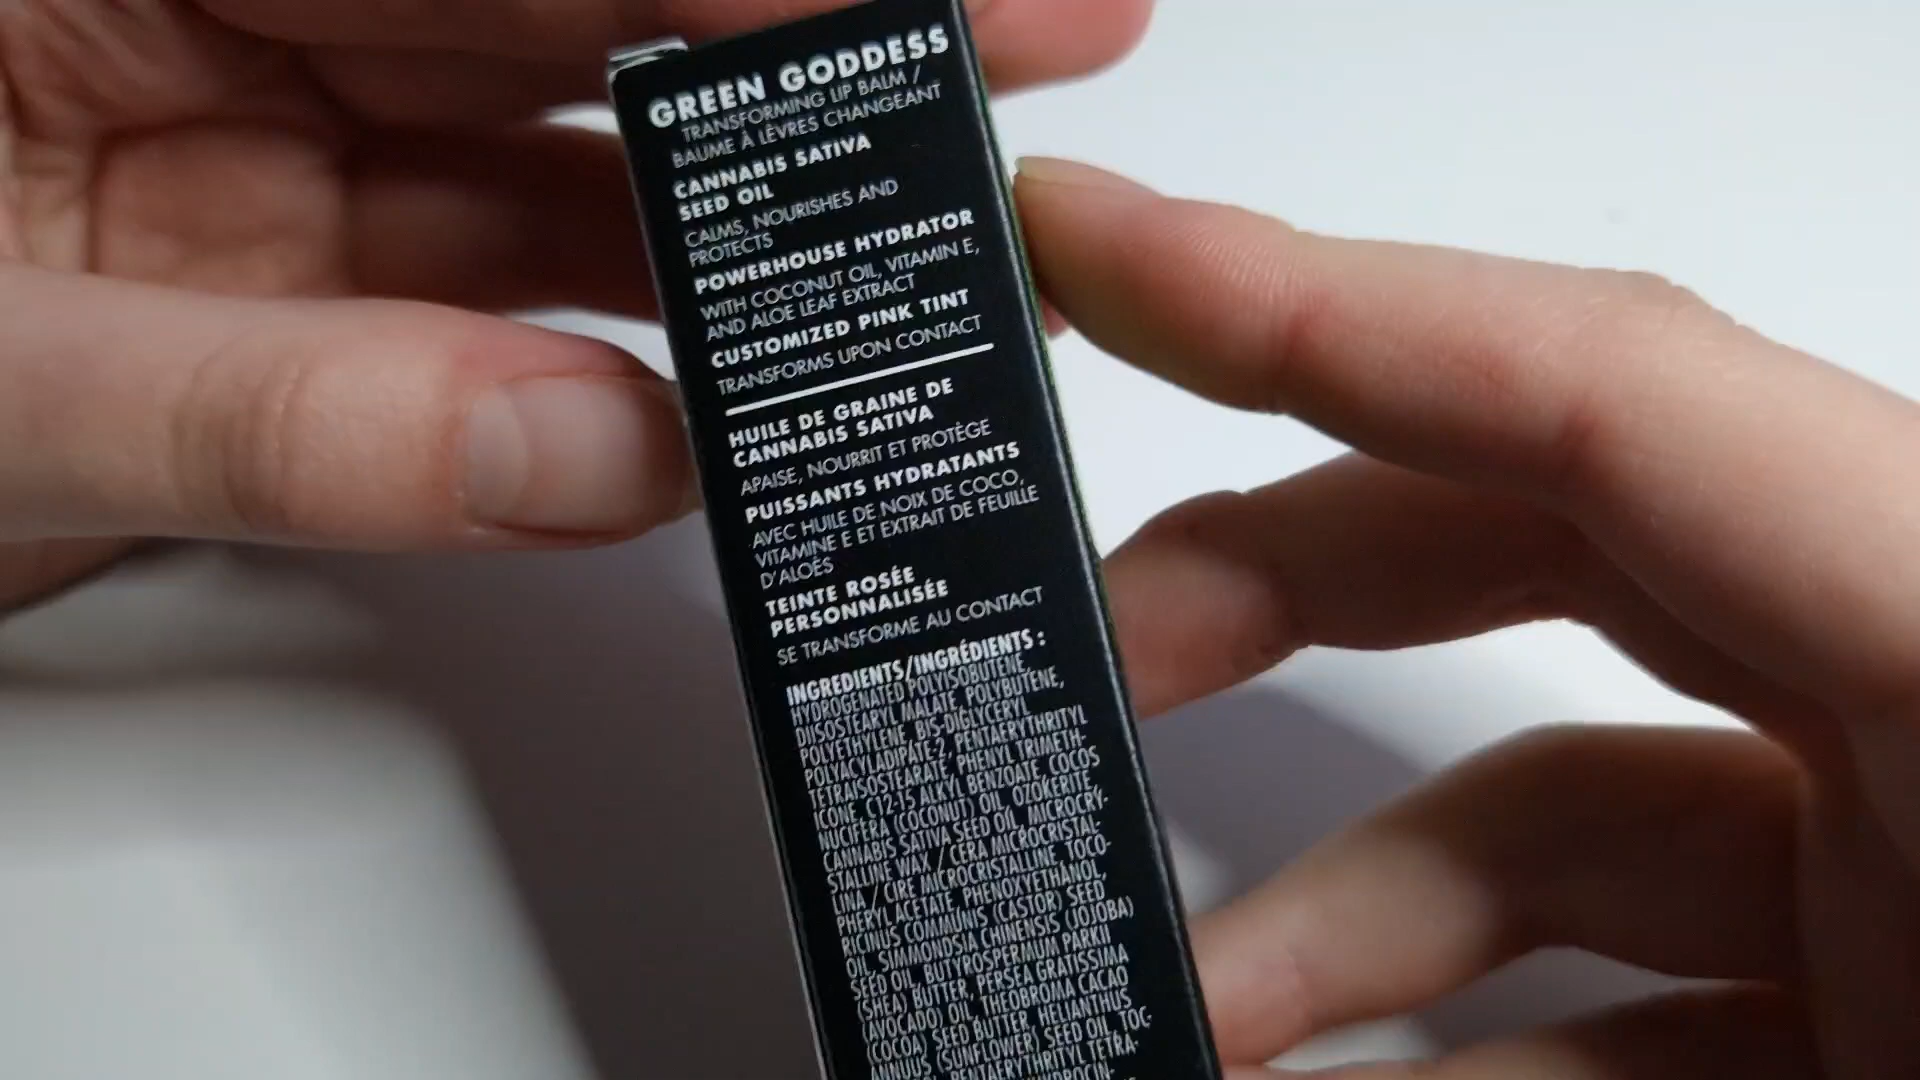 GREEN GODDESS
TRANSFORMING LIP BALM /
BAUME À LÈVRES CHANGEANT
CANNABIS SATIVA
SEED OIL
CALMS, NOURISHES AND
PROTECTS
POWERHOUSE HYDRATOR
WITH COCONUT OIL, VITAMIN E,
AND ALOE LEAF EXTRACT
CUSTOMIZED PINK TINT
TRANSFORMS UPON CONTACT
HUILE DE GRAINE DE
CANNABIS SATIVA
APAISE, NOURRIT ET PROTÈGE
PUISSANTS HYDRATANTS
AVEC HUILE DE NOIX DE COCO,
VITAMINE E ET EXTRAIT DE FEUILLE
D'ALOÈS
TEINTE ROSÉE
PERSONNALISÉE
SE TRANSFORME AU CONTACT
INGREDIENTS/INGRÉDIENTS :
HYDROGENATED POLYISOBUTENE,
DIISOSTEARYL MALATE, POLYBUTENE,
POLYETHYLENE, BIS-DIGLYCERYL
POLYACYLADIPATE-2, PENTAERYTHRITYL
TETRAISOSTEARATE, PHENYL TRIMETH-
ICONE, C12-15 ALKYL BENZOATE, COCOS
NUCIFERA (COCONUT) OIL, OZOKERITE,
CANNABIS SATIVA SEED OIL, MICROCRY-
STALLINE WAX / CERA MICROCRISTAL-
LINA / CIRE MICROCRISTALLINE, TOCO-
PHERYL ACETATE, PHENOXYETHANOL,
RICINUS COMMUNIS (CASTOR) SEED
OIL, SIMMONDSIA CHINENSIS (JOJOBA)
SEED OIL, BUTYROSPERMUM PARKII
(SHEA) BUTTER, PERSEA GRATISSIMA
(AVOCADO) OIL, THEOBROMA CACAO
(COCOA) SEED BUTTER, HELIANTHUS
ANNUUS (SUNFLOWER) SEED OIL, TOC-
PENTAERYTHRITYL TETRA-